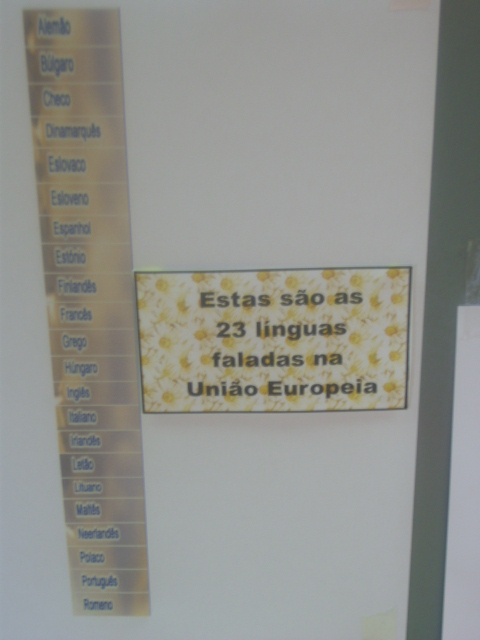 Alemão
Búlgaro
Checo
Dinamarquês
Eslovaco
Esloveno
Espanhol
Estónio
Finlandês
Francês
Grego
Húngaro
Inglês
Italiano
Irlandês
Letão
Lituano
Maltês
Neerlandês
Polaco
Português
Romeno
Estas são as
23 línguas
faladas na
União Europeia